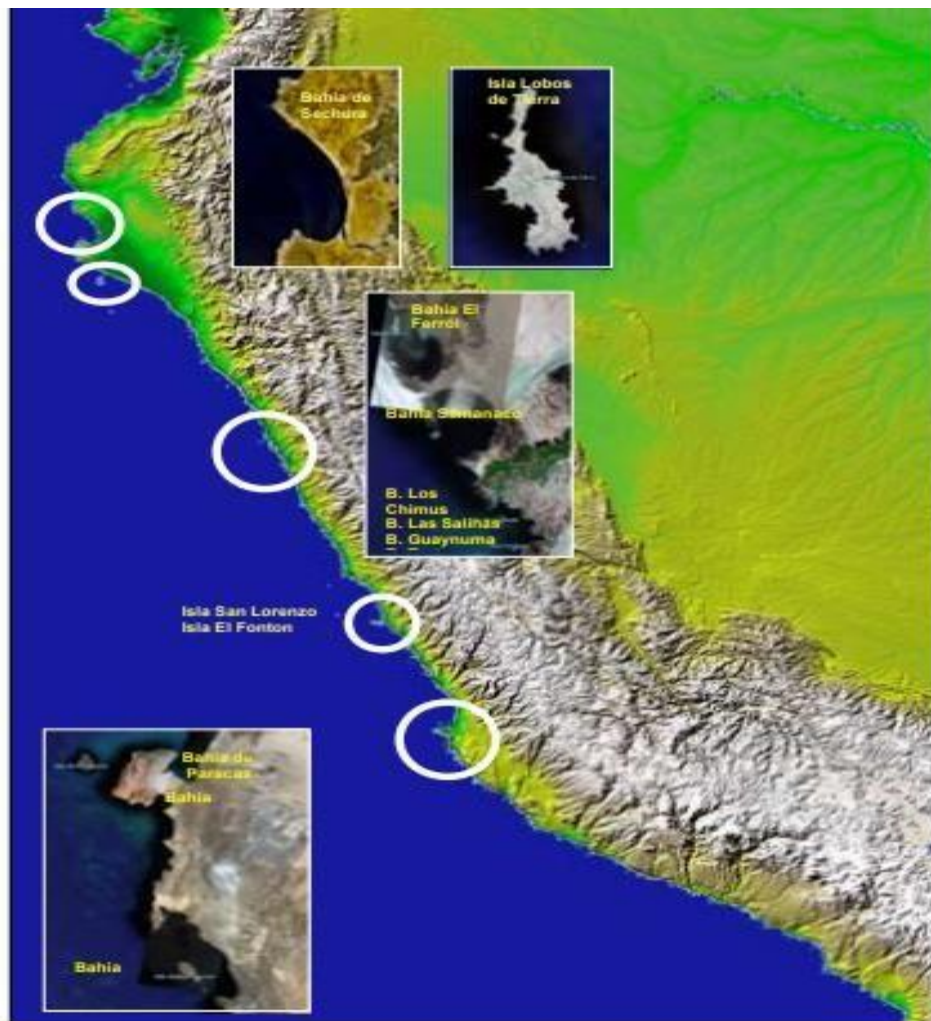 Bahia de
Sechura
Isla Lobos
de Tierra
Bahia El
Ferrol
Bahia Samanaco
B. Los
Chimus
B. Las Salinas
B. Guaynuma
Isla San Lorenzo
Isla El Fonton
Bahia de
Paracas
Bahia
Bahia